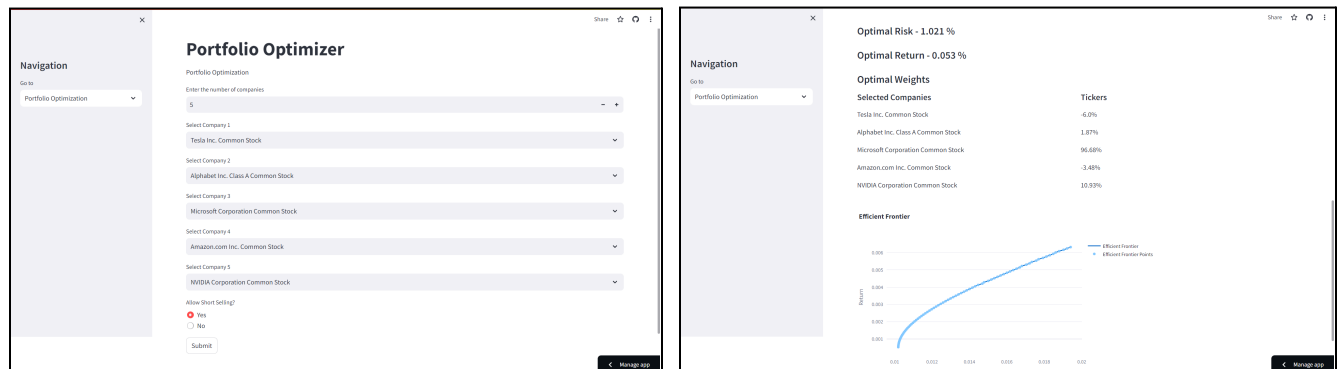 Share
Navigation
Go to
Portfolio Optimization
Portfolio Optimizer
Portfolio Optimization
Enter the number of companies
5
Select Company 1
Tesla Inc. Common Stock
Select Company 2
Alphabet Inc. Class A Common Stock
Select Company 3
Microsoft Corporation Common Stock
Select Company 4
Amazon.com Inc. Common Stock
Select Company 5
NVIDIA Corporation Common Stock
Allow Short Selling?
Yes
No
Submit
Manage app
Share
Navigation
Go to
Portfolio Optimization
Optimal Risk - 1.021 %
Optimal Return - 0.053 %
Optimal Weights
Selected Companies Tickers
Tesla Inc. Common Stock -6.0%
Alphabet Inc. Class A Common Stock 1.87%
Microsoft Corporation Common Stock 96.68%
Amazon.com Inc. Common Stock -3.48%
NVIDIA Corporation Common Stock 10.93%
Efficient Frontier
Efficient Frontier
Efficient Frontier Points
Return
0.006
0.005
0.004
0.003
0.002
0.001
0.01 0.012 0.014 0.016 0.018 0.02
Manage app